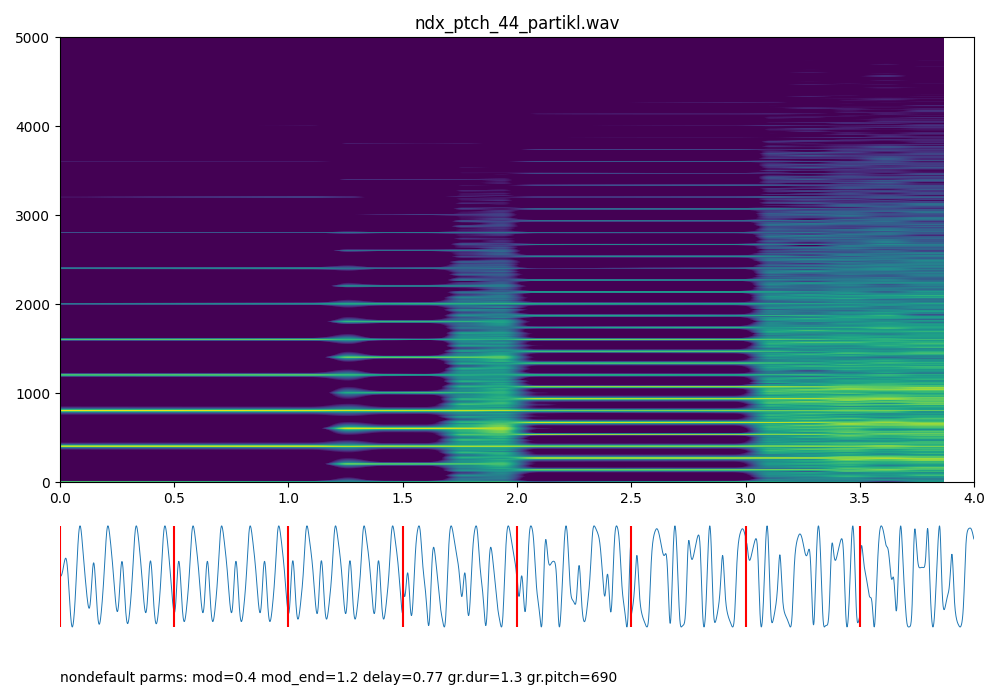 ndx_ptch_44_partikl.wav
5000
4000
3000
2000
1000
0
0.0 0.5 1.0 1.5 2.0 2.5 3.0 3.5 4.0
nondefault parms: mod=0.4 mod_end=1.2 delay=0.77 gr.dur=1.3 gr.pitch=690